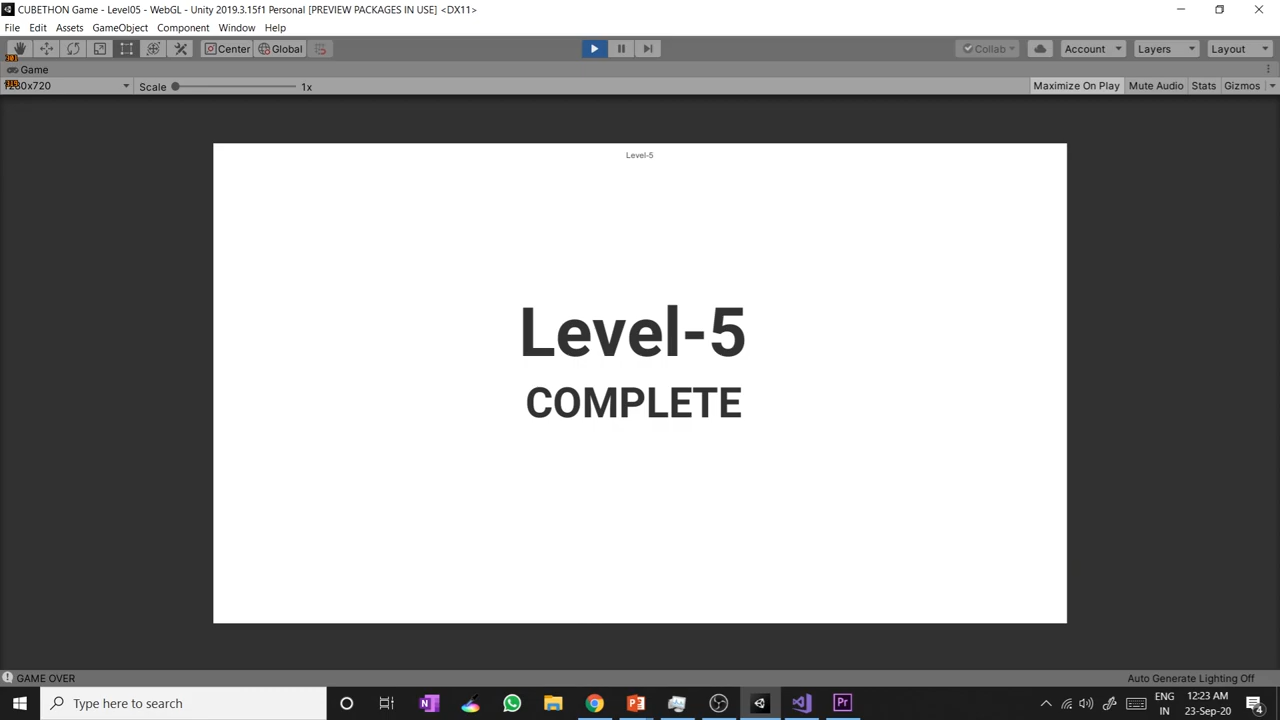 CUBETHON Game - Level05 - WebGL - Unity 2019.3.15f1 Personal [PREVIEW PACKAGES IN USE] <DX11>
File Edit Assets GameObject Component Window Help
Center Global Collab Account Layers Layout
Game
Scale 1x Maximize On Play Mute Audio Stats Gizmos
Level-5
Level-5
COMPLETE
GAME OVER Auto Generate Lighting Off
Type here to search
ENG 12:23 AM
IN 23-Sep-20 4